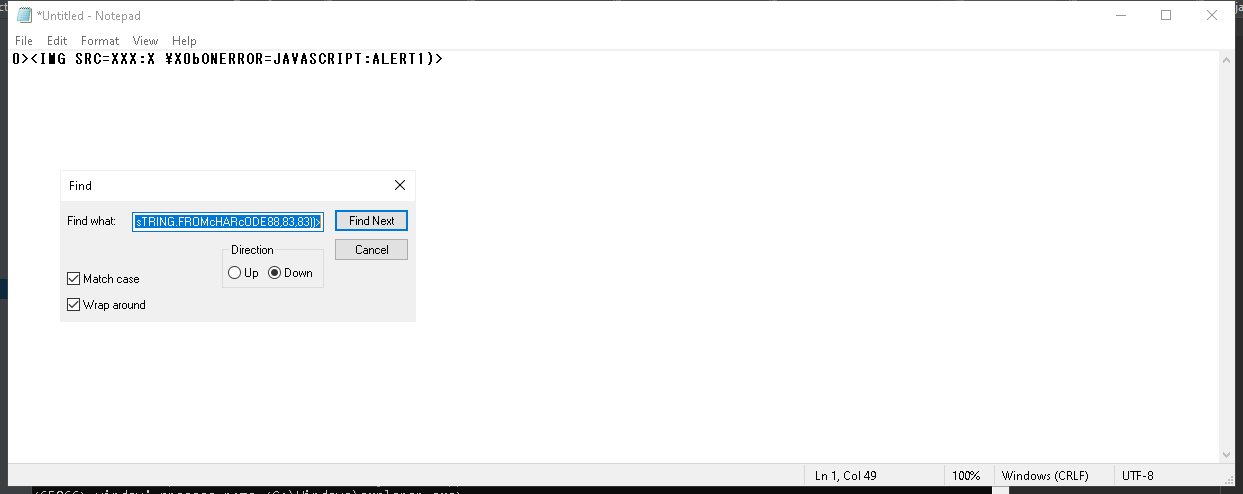 *Untitled - Notepad
File Edit Format View Help
0><IMG SRC=XXX:X ¥X0bONERROR=JAVASCRIPT:ALERT1)>
Find
Find what: sTRING.FROMcHARcODE88,83,83))> Find Next
Direction Cancel
Up Down
Match case
Wrap around
Ln 1, Col 49 100% Windows (CRLF) UTF-8